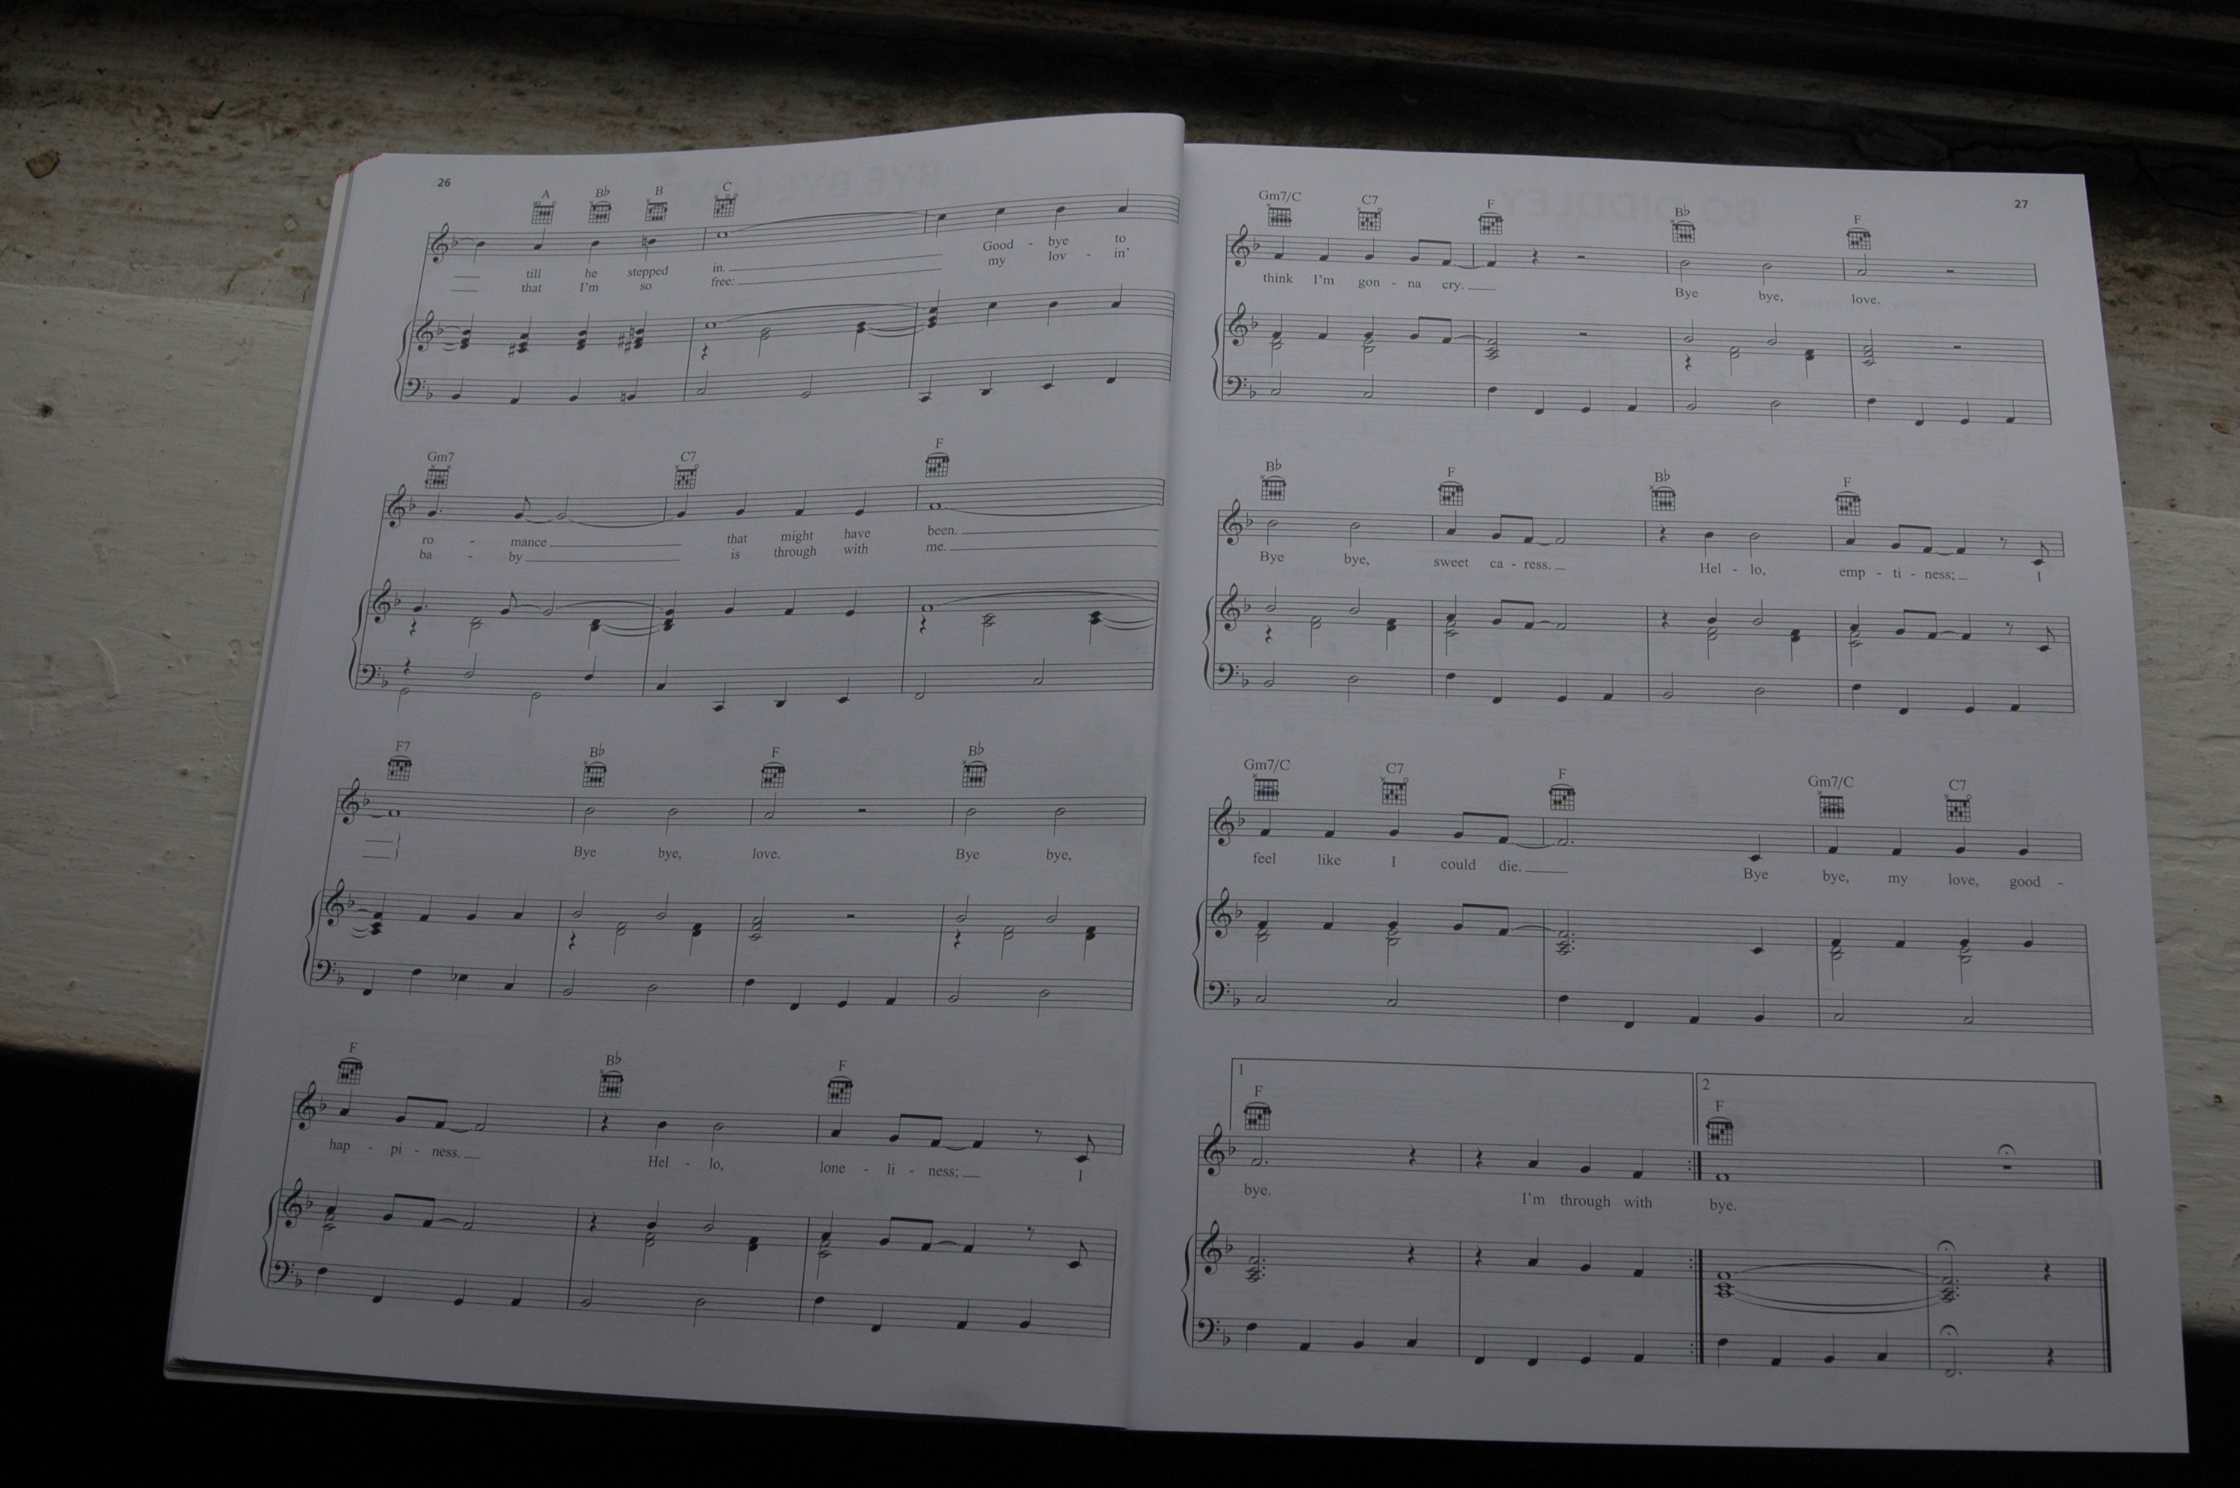 26
A B♭ B C
till he stepped in. Good - bye to
that I'm so free: my lov - in'
Gm7 C7 F
ro - mance that might have been.
ba - by is through with me.
F7 B♭ F B♭
Bye bye, love. Bye bye,
F B♭ F
hap - pi - ness. Hel - lo, lone - li - ness; I
27
Gm7/C C7 F B♭ F
think I'm gon - na cry. Bye bye, love.
B♭ F B♭ F
Bye bye, sweet ca - ress. Hel - lo, emp - ti - ness; I
Gm7/C C7 F Gm7/C C7
feel like I could die. Bye bye, my love, good -
1 2
F F
bye. I'm through with bye.